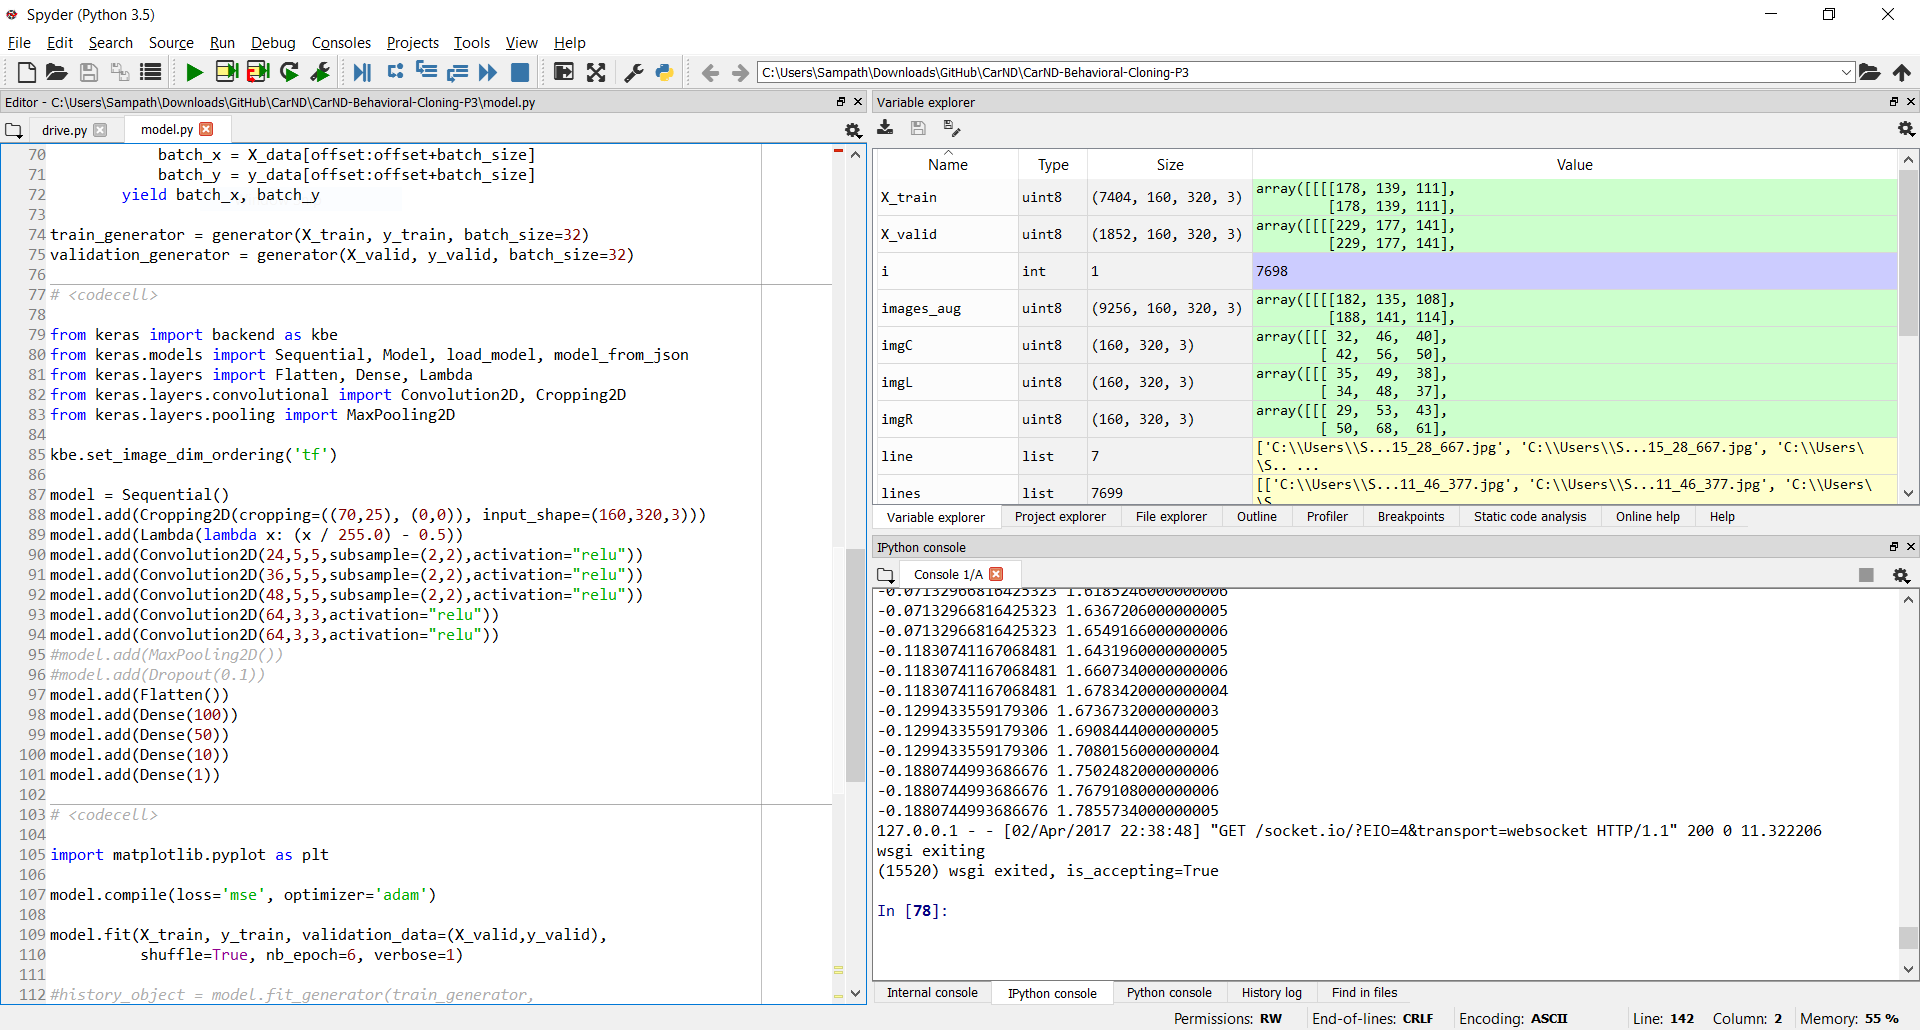 Spyder (Python 3.5)
File Edit Search Source Run Debug Consoles Projects Tools View Help
C:\Users\Sampath\Downloads\GitHub\CarND\CarND-Behavioral-Cloning-P3
Editor - C:\Users\Sampath\Downloads\GitHub\CarND\CarND-Behavioral-Cloning-P3\model.py
drive.py model.py
70 batch_x = X_data[offset:offset+batch_size]
71 batch_y = y_data[offset:offset+batch_size]
72 yield batch_x, batch_y
73
74 train_generator = generator(X_train, y_train, batch_size=32)
75 validation_generator = generator(X_valid, y_valid, batch_size=32)
76
77 # <codecell>
78
79 from keras import backend as kbe
80 from keras.models import Sequential, Model, load_model, model_from_json
81 from keras.layers import Flatten, Dense, Lambda
82 from keras.layers.convolutional import Convolution2D, Cropping2D
83 from keras.layers.pooling import MaxPooling2D
84
85 kbe.set_image_dim_ordering('tf')
86
87 model = Sequential()
88 model.add(Cropping2D(cropping=((70,25), (0,0)), input_shape=(160,320,3)))
89 model.add(Lambda(lambda x: (x / 255.0) - 0.5))
90 model.add(Convolution2D(24,5,5,subsample=(2,2),activation="relu"))
91 model.add(Convolution2D(36,5,5,subsample=(2,2),activation="relu"))
92 model.add(Convolution2D(48,5,5,subsample=(2,2),activation="relu"))
93 model.add(Convolution2D(64,3,3,activation="relu"))
94 model.add(Convolution2D(64,3,3,activation="relu"))
95 #model.add(MaxPooling2D())
96 #model.add(Dropout(0.1))
97 model.add(Flatten())
98 model.add(Dense(100))
99 model.add(Dense(50))
100 model.add(Dense(10))
101 model.add(Dense(1))
102
103 # <codecell>
104
105 import matplotlib.pyplot as plt
106
107 model.compile(loss='mse', optimizer='adam')
108
109 model.fit(X_train, y_train, validation_data=(X_valid,y_valid),
110 shuffle=True, nb_epoch=6, verbose=1)
111
112 #history_object = model.fit_generator(train_generator,
Variable explorer
Name Type Size Value
X_train uint8 (7404, 160, 320, 3) array([[[[178, 139, 111],
[178, 139, 111],
X_valid uint8 (1852, 160, 320, 3) array([[[[229, 177, 141],
[229, 177, 141],
i int 1 7698
images_aug uint8 (9256, 160, 320, 3) array([[[[182, 135, 108],
[188, 141, 114],
imgC uint8 (160, 320, 3) array([[[ 32, 46, 40],
[ 42, 56, 50],
imgL uint8 (160, 320, 3) array([[[ 35, 49, 38],
[ 34, 48, 37],
imgR uint8 (160, 320, 3) array([[[ 29, 53, 43],
[ 50, 68, 61],
line list 7 ['C:\\Users\\S...15_28_667.jpg', 'C:\\Users\\S...15_28_667.jpg', 'C:\\Users\
\S.. ...
lines list 7699 [['C:\\Users\\S...11_46_377.jpg', 'C:\\Users\\S...11_46_377.jpg', 'C:\\Users\
Variable explorer Project explorer File explorer Outline Profiler Breakpoints Static code analysis Online help Help
IPython console
Console 1/A
-0.07132966816425323 1.6185246000000006
-0.07132966816425323 1.6367206000000005
-0.07132966816425323 1.6549166000000006
-0.11830741167068481 1.6431960000000005
-0.11830741167068481 1.6607340000000006
-0.11830741167068481 1.6783420000000004
-0.1299433559179306 1.6736732000000003
-0.1299433559179306 1.6908444000000005
-0.1299433559179306 1.7080156000000004
-0.1880744993686676 1.7502482000000006
-0.1880744993686676 1.7679108000000006
-0.1880744993686676 1.7855734000000005
127.0.0.1 - - [02/Apr/2017 22:38:48] "GET /socket.io/?EIO=4&transport=websocket HTTP/1.1" 200 0 11.322206
wsgi exiting
(15520) wsgi exited, is_accepting=True
In [78]:
Internal console IPython console Python console History log Find in files
Permissions: RW End-of-lines: CRLF Encoding: ASCII Line: 142 Column: 2 Memory: 55 %